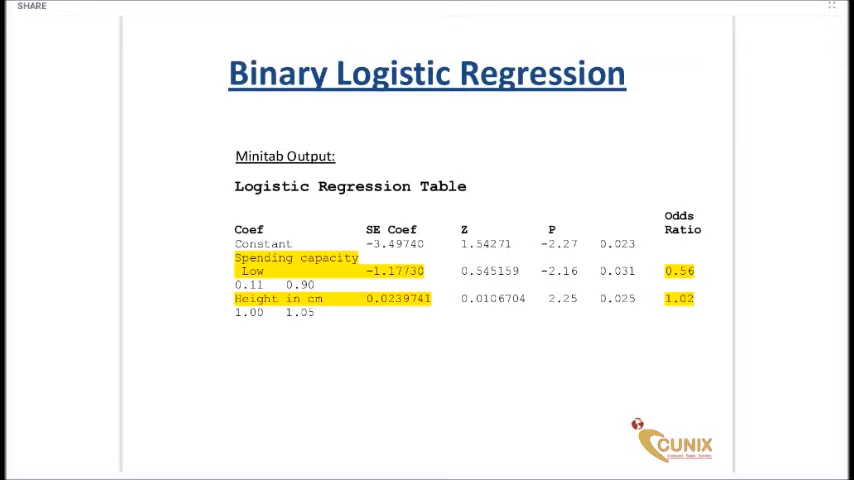 SHARE
Binary Logistic Regression
Minitab Output:
Logistic Regression Table
Odds
Coef SE Coef Z P Ratio
Constant -3.49740 1.54271 -2.27 0.023
Spending capacity
Low -1.17730 0.545159 -2.16 0.031 0.56
0.11 0.90
Height in cm 0.0239741 0.0106704 2.25 0.025 1.02
1.00 1.05
CUNIX